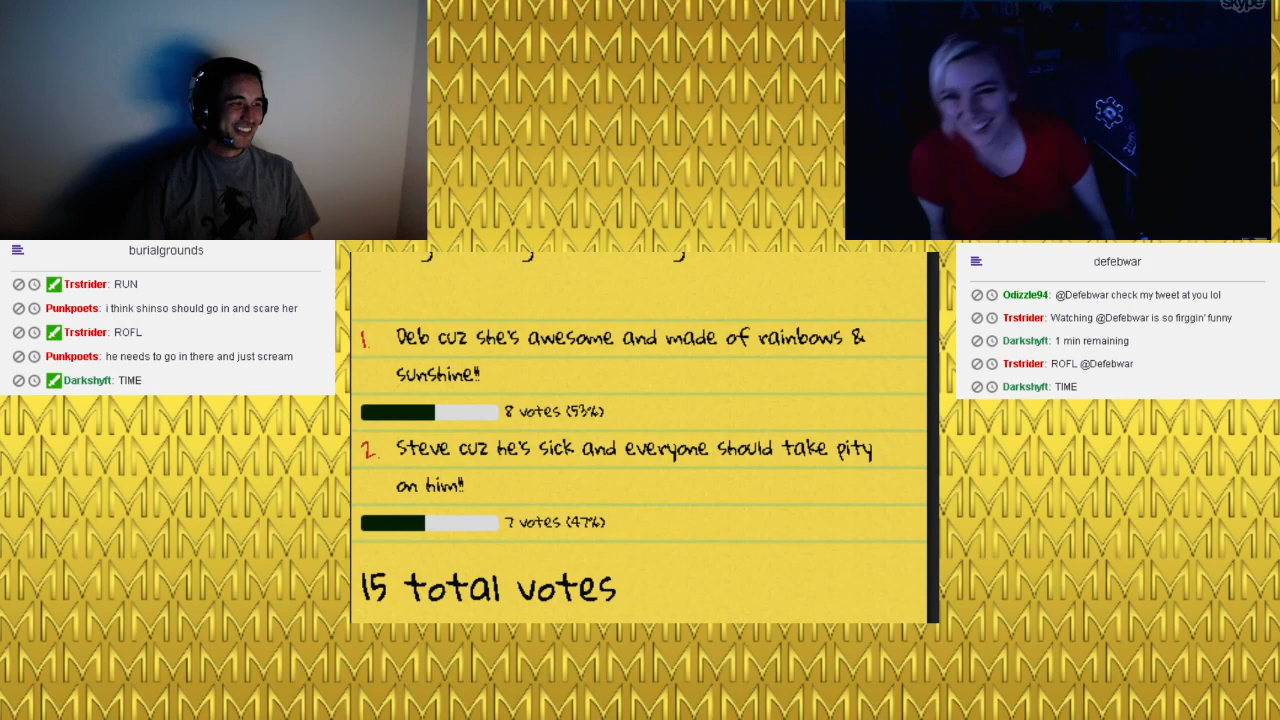 skype
burialgrounds
Trstrider: RUN
Punkpoets: i think shinso should go in and scare her
Trstrider: ROFL
Punkpoets: he needs to go in there and just scream
Darkshyft: TIME
1. Deb cuz she's awesome and made of rainbows &
sunshine!!
8 votes (53%)
2. Steve cuz he's sick and everyone should take pity
on him!!
7 votes (47%)
15 total votes
defebwar
Odizzle94: @Defebwar check my tweet at you lol
Trstrider: Watching @Defebwar is so firggin' funny
Darkshyft: 1 min remaining
Trstrider: ROFL @Defebwar
Darkshyft: TIME